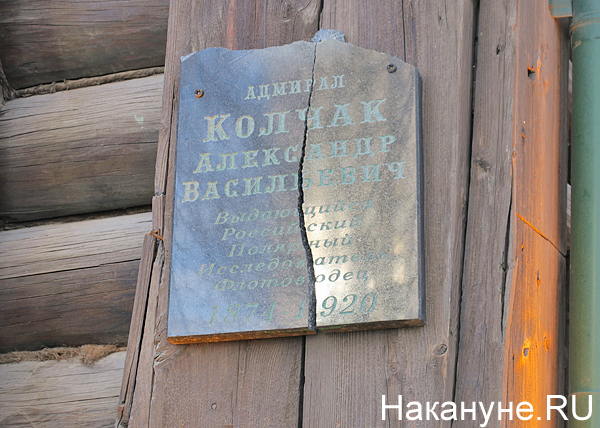 АДМИРАЛ
КОЛЧАК
АЛЕКСАНДР
ВАСИЛЬЕВИЧ
Выдающийся
Российский
Полярный
Исследователь
Флотоводец
1874 1920
Накануне.RU